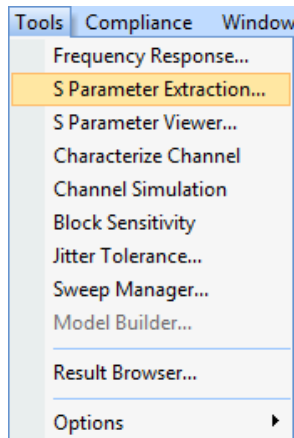 Tools Compliance Window
Frequency Response...
S Parameter Extraction...
S Parameter Viewer...
Characterize Channel
Channel Simulation
Block Sensitivity
Jitter Tolerance...
Sweep Manager...
Model Builder...
Result Browser...
Options